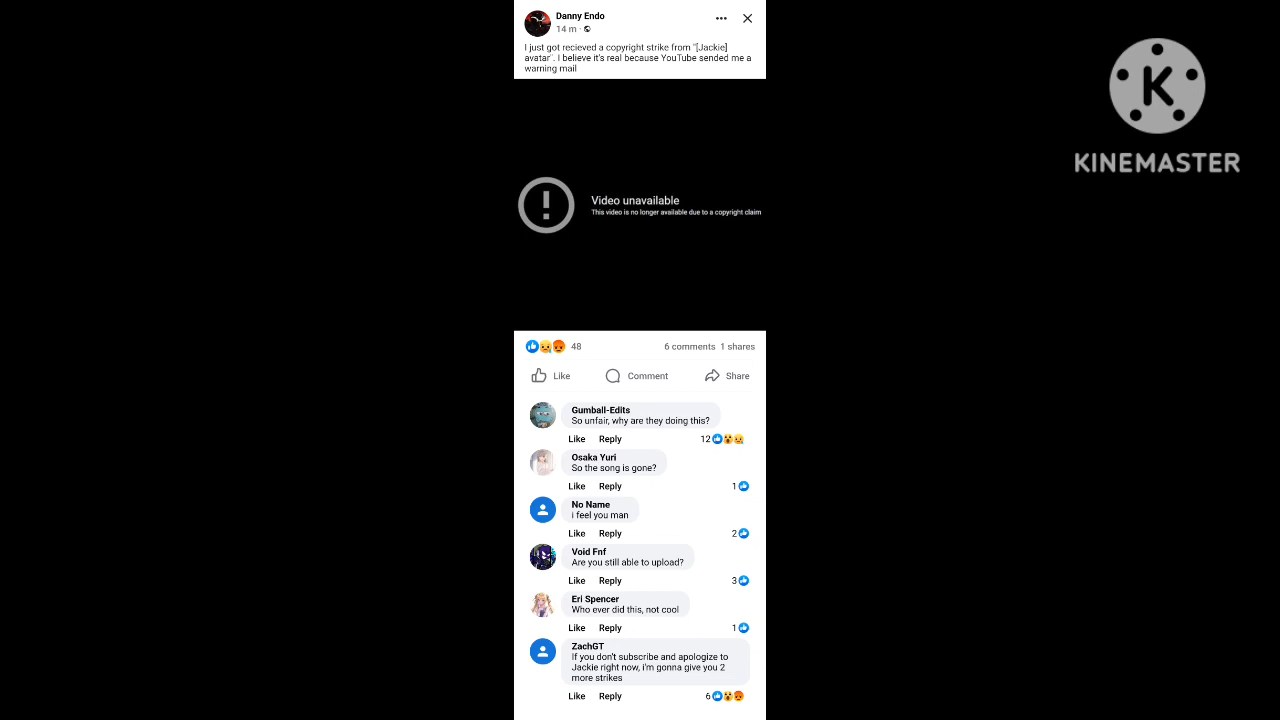 Danny Endo
14 m ·
I just got recieved a copyright strike from "[Jackie]
avatar". I believe it's real because YouTube sended me a
warning mail
K
KINEMASTER
Video unavailable
This video is no longer available due to a copyright claim
48 6 comments 1 shares
Like Comment Share
Gumball-Edits
So unfair, why are they doing this?
Like Reply 12
Osaka Yuri
So the song is gone?
Like Reply 1
No Name
i feel you man
Like Reply 2
Void Fnf
Are you still able to upload?
Like Reply 3
Eri Spencer
Who ever did this, not cool
Like Reply 1
ZachGT
If you don't subscribe and apologize to
Jackie right now, i'm gonna give you 2
more strikes
Like Reply 6